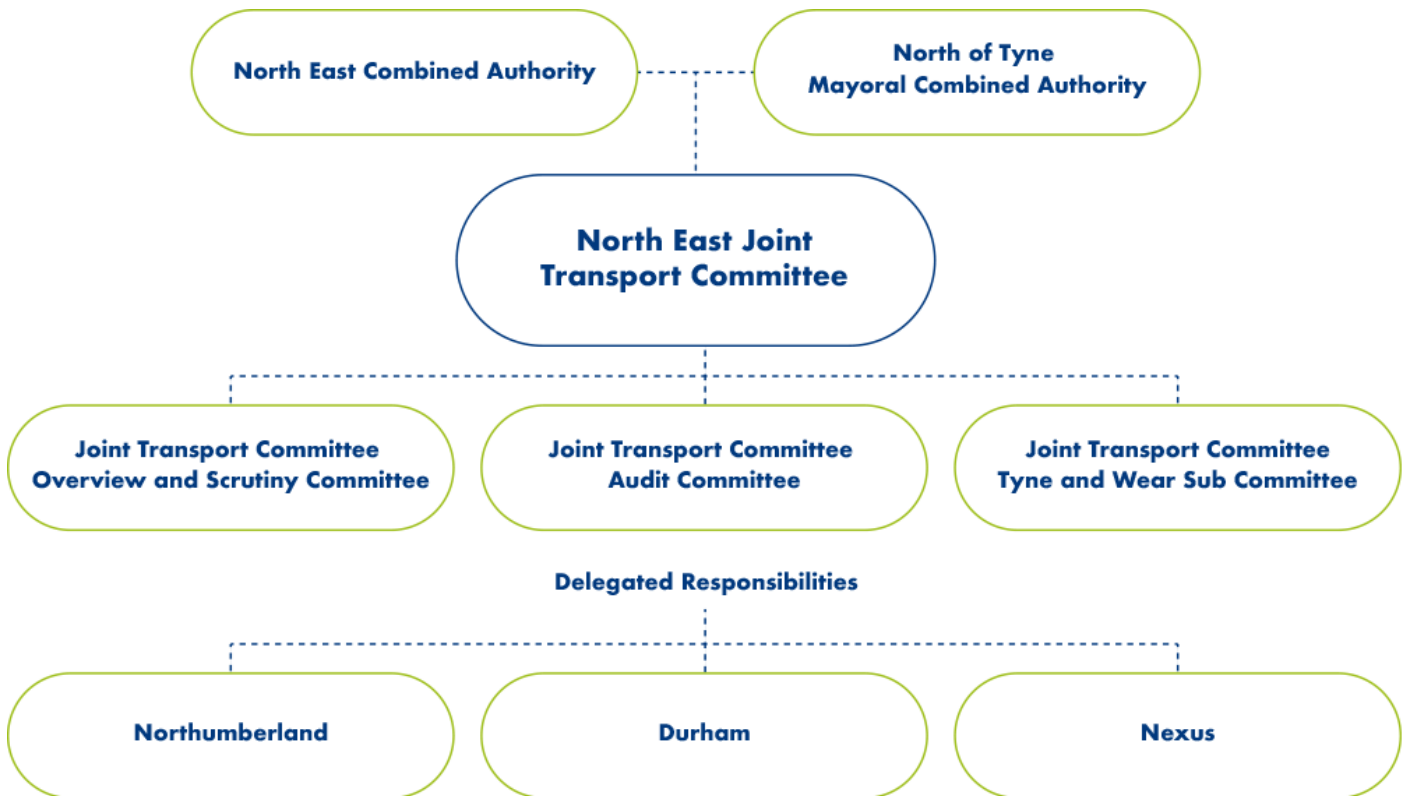 North East Combined Authority
North of Tyne
Mayoral Combined Authority
North East Joint
Transport Committee
Joint Transport Committee
Overview and Scrutiny Committee
Joint Transport Committee
Audit Committee
Joint Transport Committee
Tyne and Wear Sub Committee
Delegated Responsibilities
Northumberland
Durham
Nexus